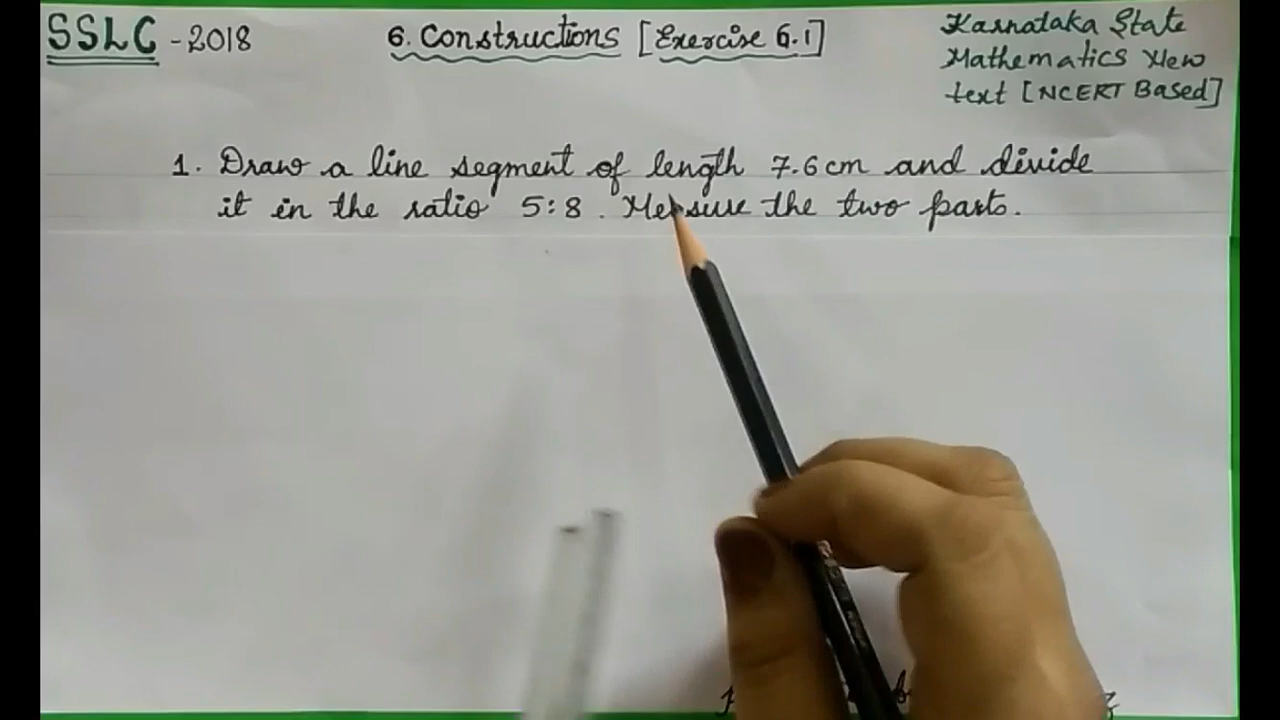 SSLC - 2018
6. Constructions [Exercise 6.1]
Karnataka State
Mathematics New
text [NCERT Based]
1. Draw a line segment of length 7.6 cm and divide
it in the ratio 5:8. Measure the two parts.